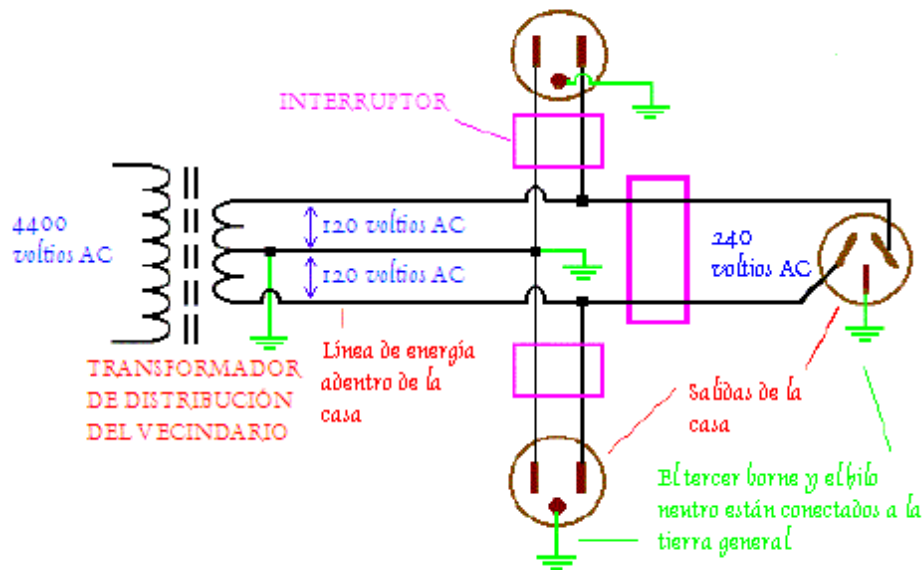 INTERRUPTOR
4400
voltios AC
120 voltios AC
120 voltios AC
240
voltios AC
TRANSFORMADOR
DE DISTRIBUCIÓN
DEL VECINDARIO
Línea de energía
adentro de la
casa
Salidas de la
casa
El tercer borne y el hilo
neutro están conectados a la
tierra general